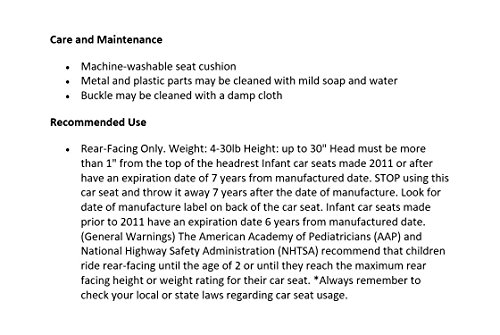 Care and Maintenance
• Machine-washable seat cushion
• Metal and plastic parts may be cleaned with mild soap and water
• Buckle may be cleaned with a damp cloth
Recommended Use
• Rear-Facing Only. Weight: 4-30lb Height: up to 30" Head must be more
than 1" from the top of the headrest Infant car seats made 2011 or after
have an expiration date of 7 years from manufactured date. STOP using this
car seat and throw it away 7 years after the date of manufacture. Look for
date of manufacture label on back of the car seat. Infant car seats made
prior to 2011 have an expiration date 6 years from manufactured date.
(General Warnings) The American Academy of Pediatricians (AAP) and
National Highway Safety Administration (NHTSA) recommend that children
ride rear-facing until the age of 2 or until they reach the maximum rear
facing height or weight rating for their car seat. *Always remember to
check your local or state laws regarding car seat usage.